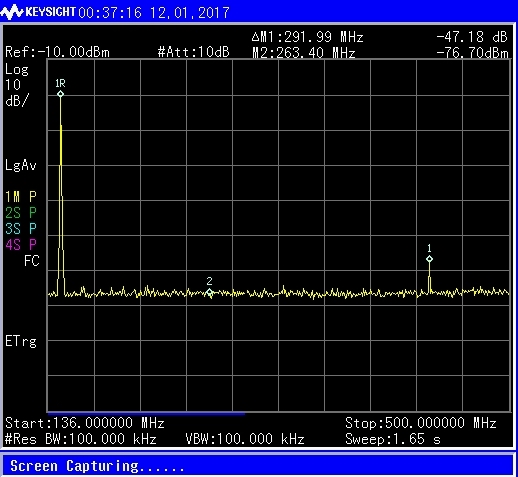 KEYSIGHT 00:37:16 12,01,2017
ΔM1:291.99 MHz -47.18 dB
Ref:-10.00dBm #Att:10dB M2:263.40 MHz -76.70dBm
Log
10
dB/
1R
LgAv
1M P
2S P
3S P
4S P
FC
1
2
ETrg
Start:136.000000 MHz Stop:500.000000 MHz
#Res BW:100.000 kHz VBW:100.000 kHz Sweep:1.65 s
Screen Capturing......